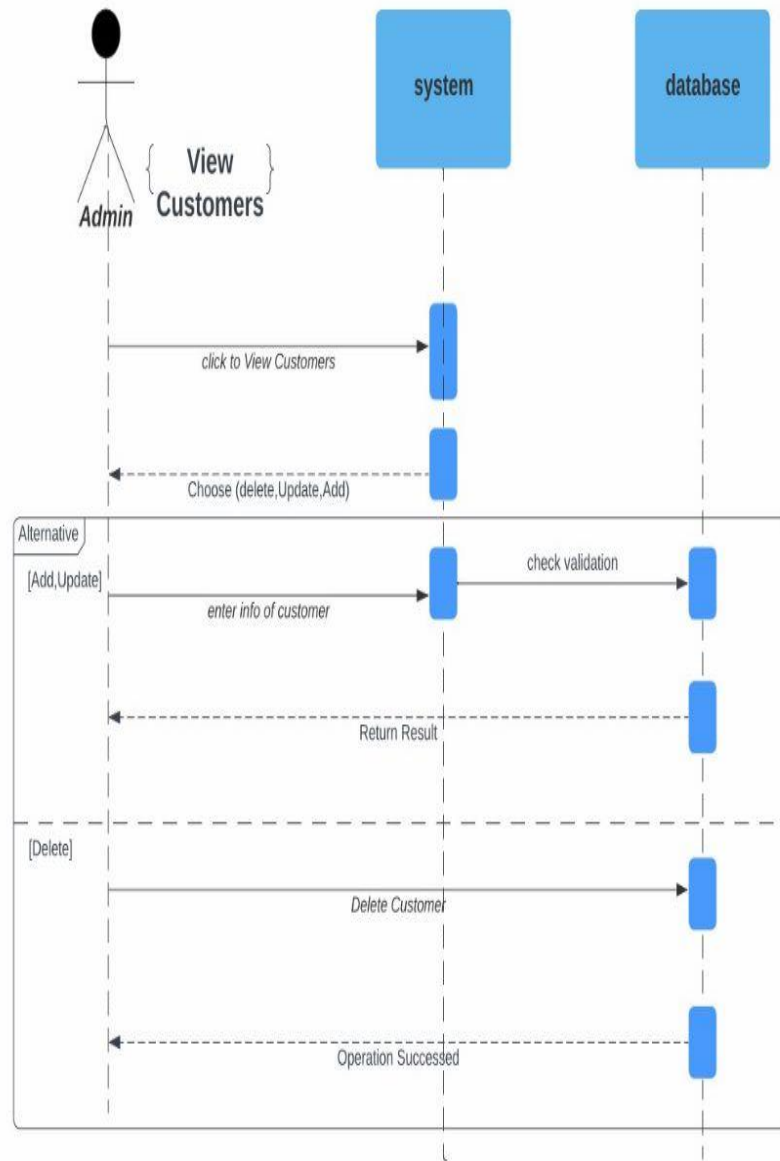 system
database
View
Customers
Admin
click to View Customers
Choose (delete,Update,Add)
Alternative
[Add,Update]
check validation
enter info of customer
Return Result
[Delete]
Delete Customer
Operation Successed